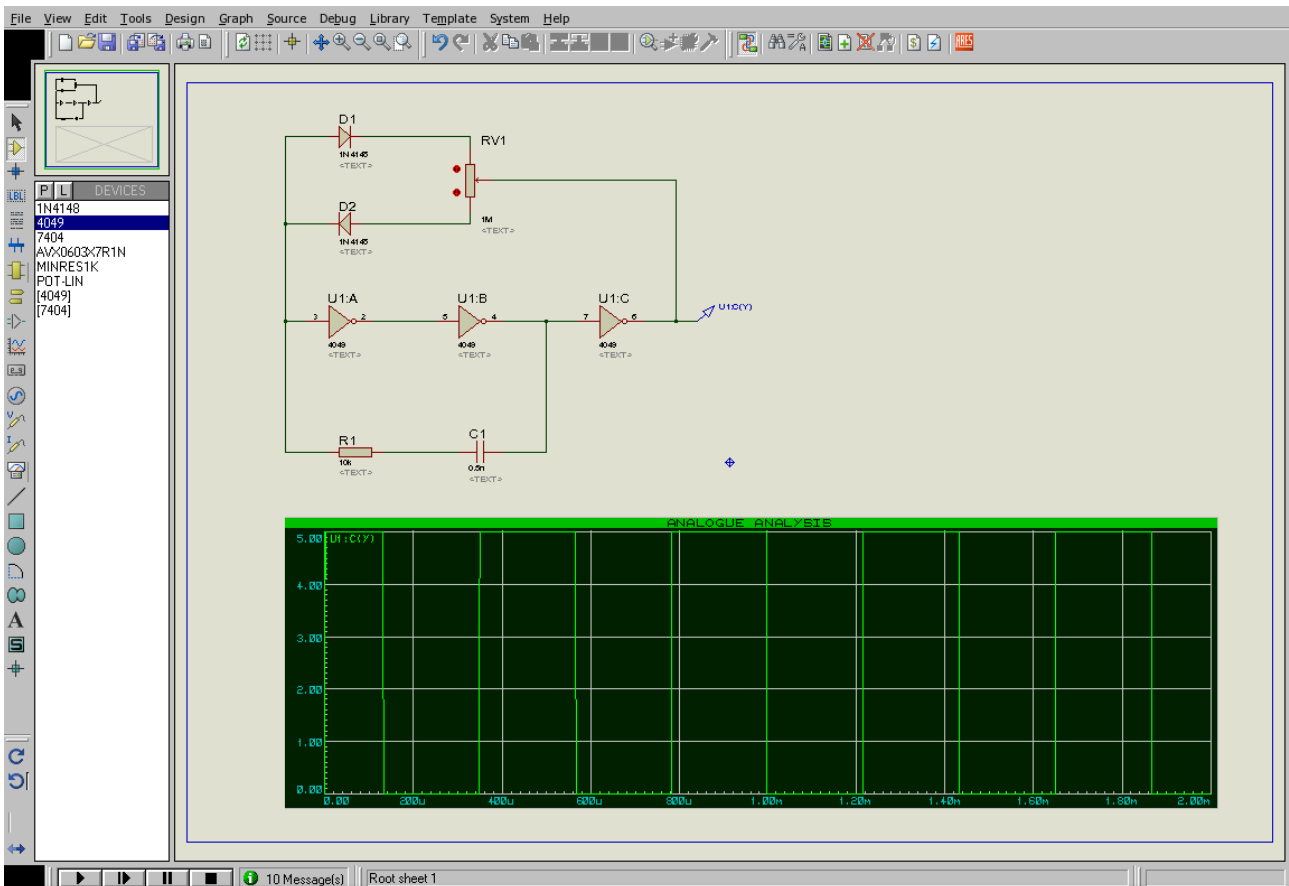 File View Edit Tools Design Graph Source Debug Library Template System Help
LBL
ARES
P L DEVICES
1N4148
4049
7404
AVX0603X7R1N
MINRES1K
POT-LIN
[4049]
[7404]
D1
1N4148
<TEXT>
RV1
1M
<TEXT>
D2
1N4148
<TEXT>
U1:A
3 2
4049
<TEXT>
U1:B
5 4
4049
<TEXT>
U1:C
7 6
4049
<TEXT>
U1:C(Y)
R1
10k
<TEXT>
C1
0.5n
<TEXT>
ANALOGUE ANALYSIS
U1:C(Y)
5.00
4.00
3.00
2.00
1.00
0.00
0.00 200u 400u 600u 800u 1.00m 1.20m 1.40m 1.60m 1.80m 2.00m
10 Message(s) Root sheet 1